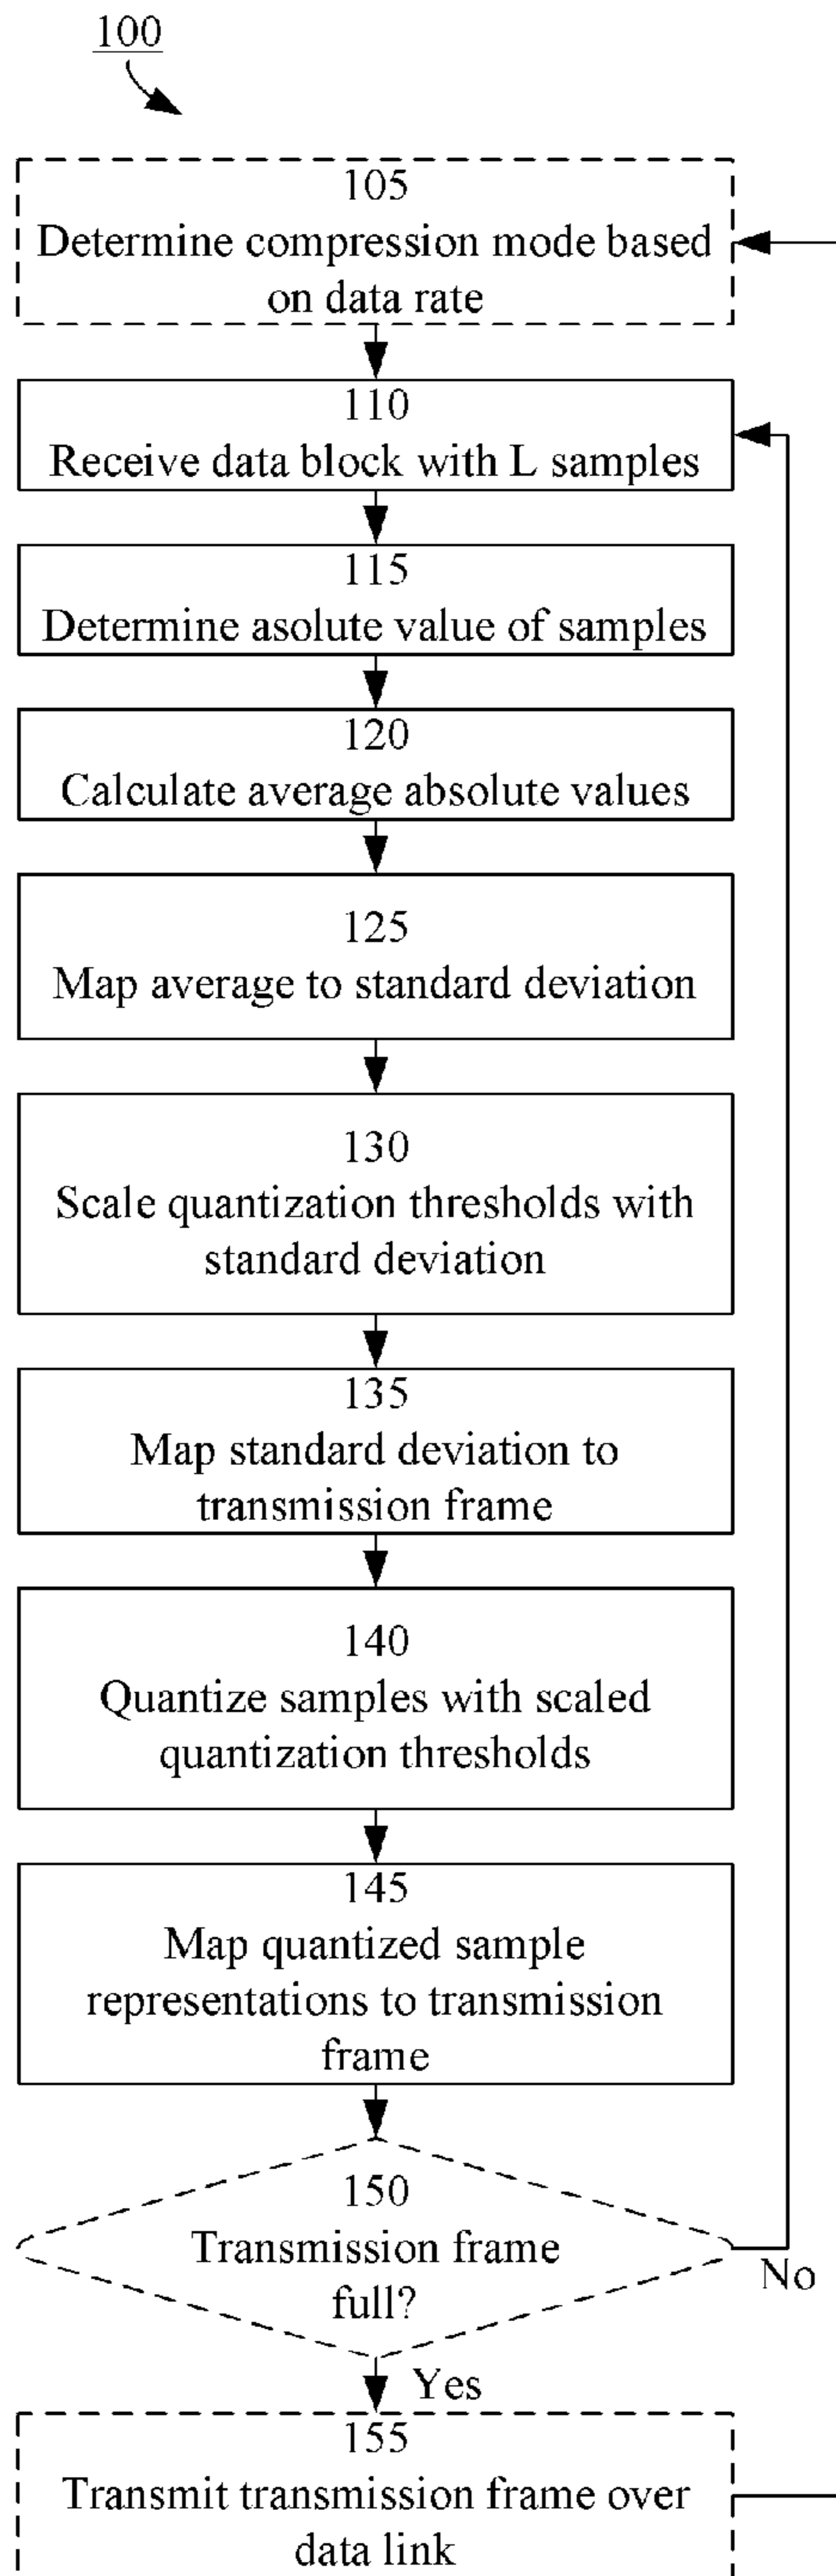 100
105
Determine compression mode based
on data rate
110
Receive data block with L samples
115
Determine asolute value of samples
120
Calculate average absolute values
125
Map average to standard deviation
130
Scale quantization thresholds with
standard deviation
135
Map standard deviation to
transmission frame
140
Quantize samples with scaled
quantization thresholds
145
Map quantized sample
representations to transmission
frame
150
Transmission frame
full?
No
Yes
155
Transmit transmission frame over
data link